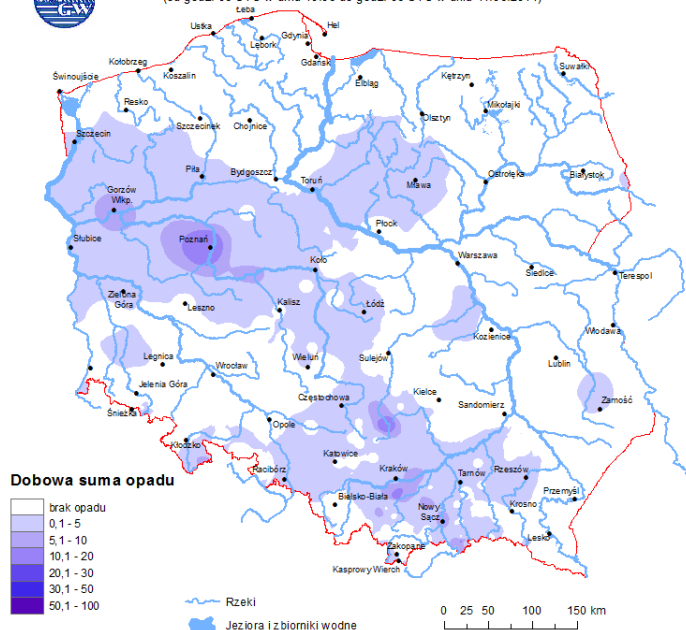 GW
Łeba
Hel
Ustka
Lębork
Gdynia
Gdańsk
Kołobrzeg
Koszalin
Elbląg
Kętrzyn
Suwałki
Świnoujście
Resko
Szczecinek
Chojnice
Olsztyn
Mikołajki
Szczecin
Piła
Bydgoszcz
Toruń
Mława
Ostrołęka
Białystok
Gorzów
Wlkp.
Płock
Słubice
Poznań
Koło
Warszawa
Siedlce
Terespol
Zielona
Góra
Leszno
Kalisz
Łódź
Kozienice
Włodawa
Legnica
Wrocław
Wieluń
Sulejów
Lublin
Jelenia Góra
Śnieżka
Częstochowa
Kielce
Sandomierz
Zamość
Opole
Kłodzko
Katowice
Racibórz
Kraków
Tarnów
Rzeszów
Bielsko-Biała
Nowy
Sącz
Krosno
Przemyśl
Lesko
Zakopane
Kasprowy Wierch
Dobowa suma opadu
brak opadu
0,1 - 5
5,1 - 10
10,1 - 20
20,1 - 30
30,1 - 50
50,1 - 100
Rzeki
Jeziora i zbiorniki wodne
0 25 50 100 150 km